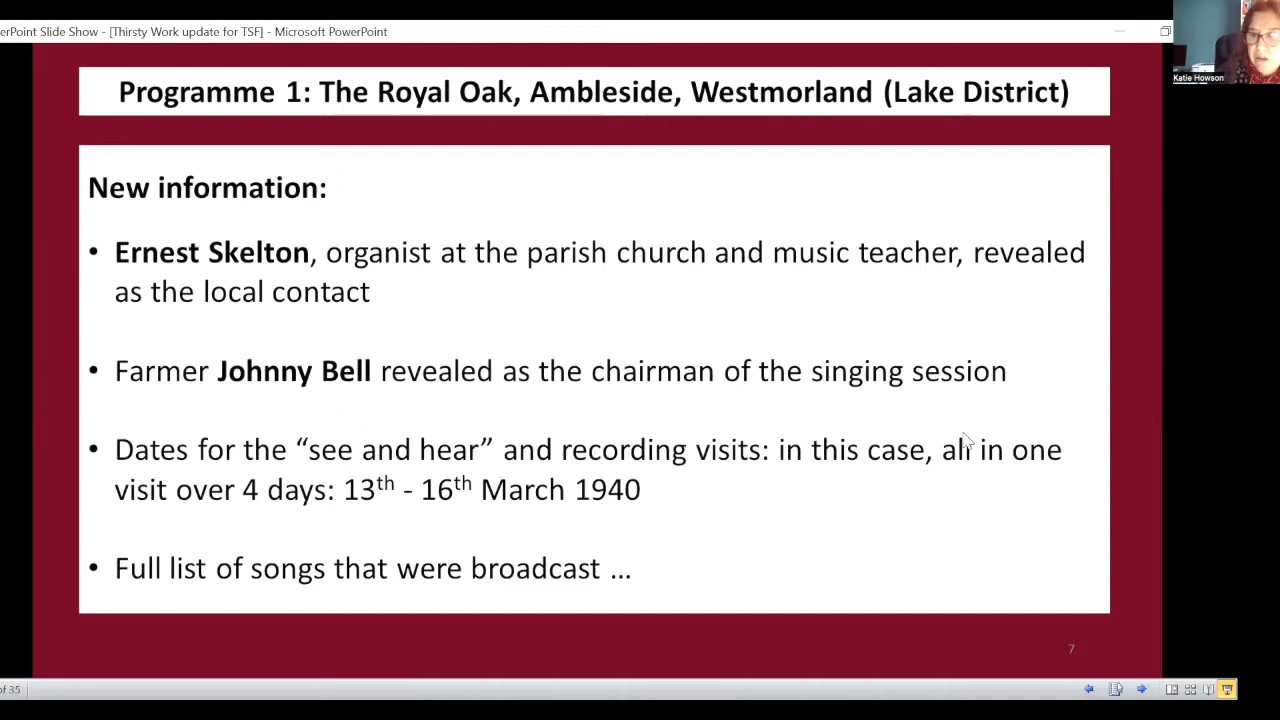 erPoint Slide Show - [Thirsty Work update for TSF] - Microsoft PowerPoint
Katie Howson
Programme 1: The Royal Oak, Ambleside, Westmorland (Lake District)
New information:
• Ernest Skelton, organist at the parish church and music teacher, revealed
as the local contact
• Farmer Johnny Bell revealed as the chairman of the singing session
• Dates for the “see and hear” and recording visits: in this case, all in one
visit over 4 days: 13th - 16th March 1940
• Full list of songs that were broadcast ...
7
of 35